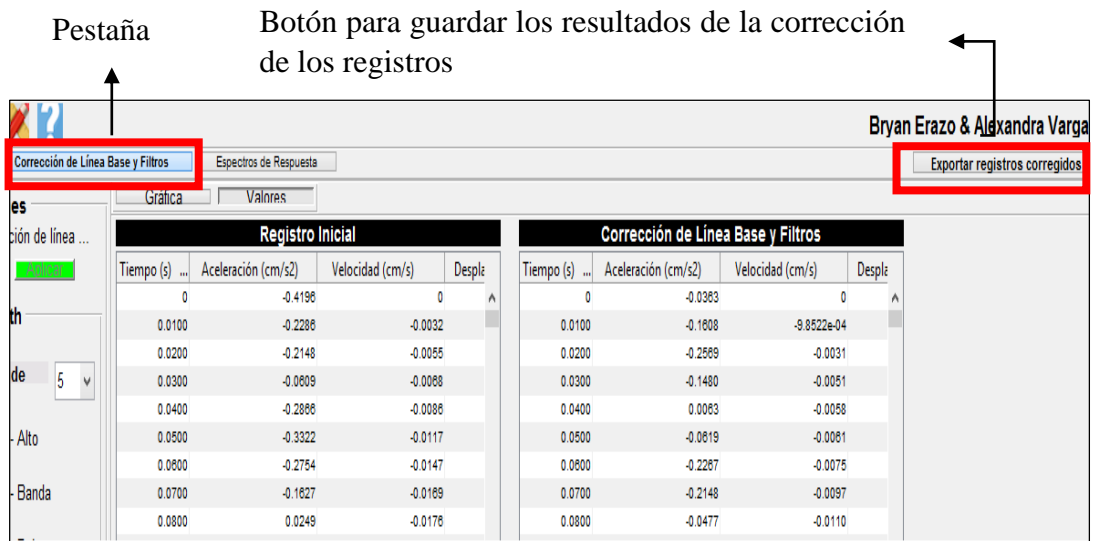 Pestaña
Botón para guardar los resultados de la corrección
de los registros
Bryan Erazo & Alexandra Varga
Corrección de Línea Base y Filtros Espectros de Respuesta Exportar registros corregidos
Gráfica Valores
es
ción de línea ...
Aplicar
th
de 5
- Alto
- Banda
Registro Inicial
Tiempo (s) ... Aceleración (cm/s2) Velocidad (cm/s) Despla
0 -0.4196 0
0.0100 -0.2286 -0.0032
0.0200 -0.2148 -0.0055
0.0300 -0.0609 -0.0068
0.0400 -0.2866 -0.0086
0.0500 -0.3322 -0.0117
0.0600 -0.2754 -0.0147
0.0700 -0.1627 -0.0169
0.0800 0.0249 -0.0176
Corrección de Línea Base y Filtros
Tiempo (s) ... Aceleración (cm/s2) Velocidad (cm/s) Despla
0 -0.0363 0
0.0100 -0.1608 -9.8522e-04
0.0200 -0.2569 -0.0031
0.0300 -0.1480 -0.0051
0.0400 0.0063 -0.0058
0.0500 -0.0619 -0.0061
0.0600 -0.2267 -0.0075
0.0700 -0.2148 -0.0097
0.0800 -0.0477 -0.0110